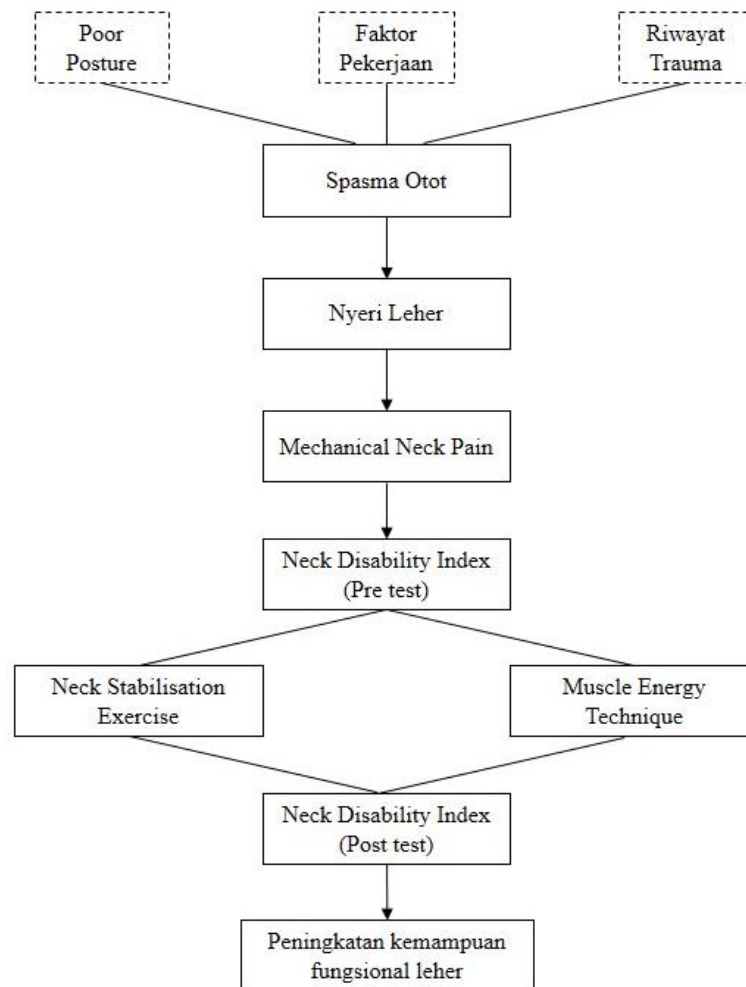 Poor
Posture
Faktor
Pekerjaan
Riwayat
Trauma
Spasma Otot
Nyeri Leher
Mechanical Neck Pain
Neck Disability Index
(Pre test)
Neck Stabilisation
Exercise
Muscle Energy
Technique
Neck Disability Index
(Post test)
Peningkatan kemampuan
fungsional leher